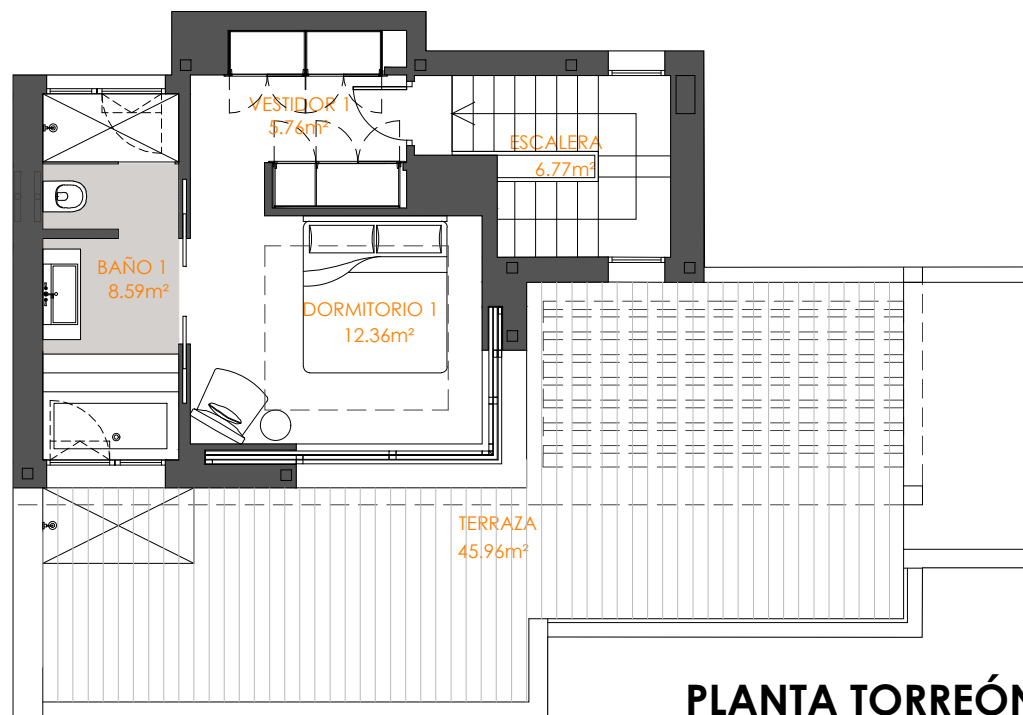 VESTIDOR 1
5.76m²
ESCALERA
6.77m²
BAÑO 1
8.59m²
DORMITORIO 1
12.36m²
TERRAZA
45.96m²
PLANTA TORREÓN